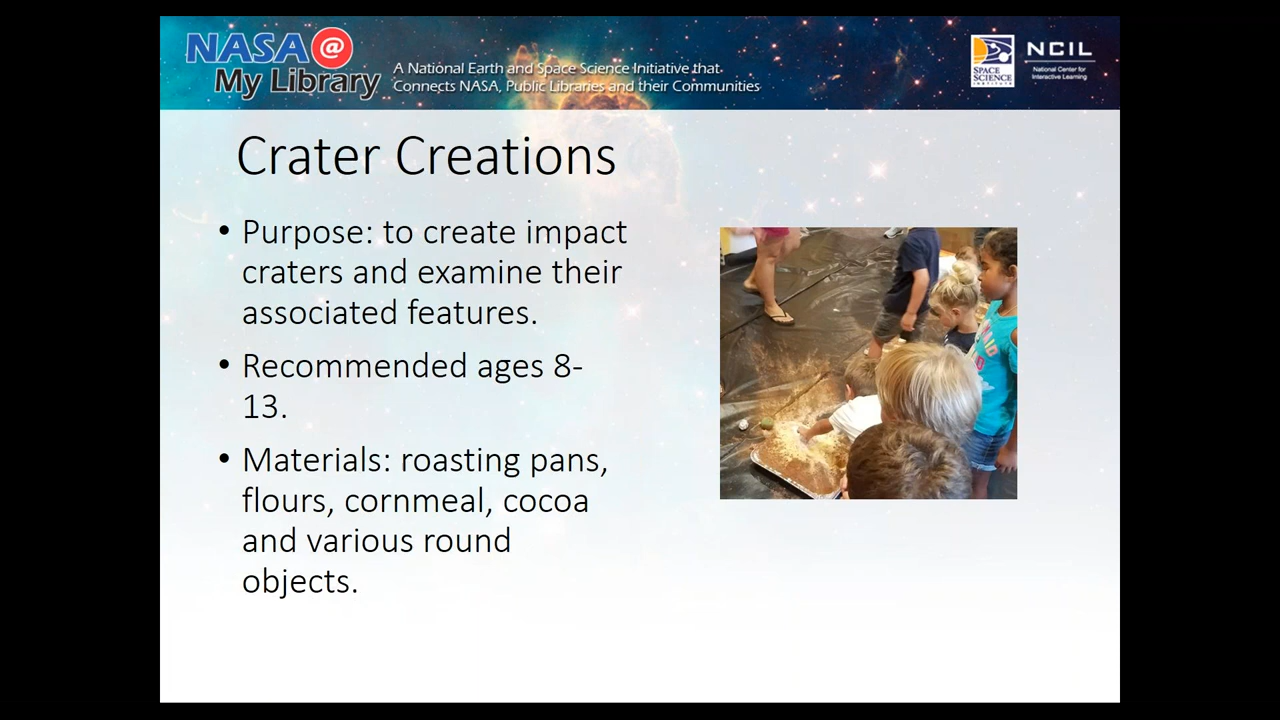 NASA @
My Library
A National Earth and Space Science Initiative that
Connects NASA, Public Libraries and their Communities
SPACE
SCIENCE
INSTITUTE
NCIL
National Center for
Interactive Learning
Crater Creations
• Purpose: to create impact
craters and examine their
associated features.
• Recommended ages 8-
13.
• Materials: roasting pans,
flours, cornmeal, cocoa
and various round
objects.